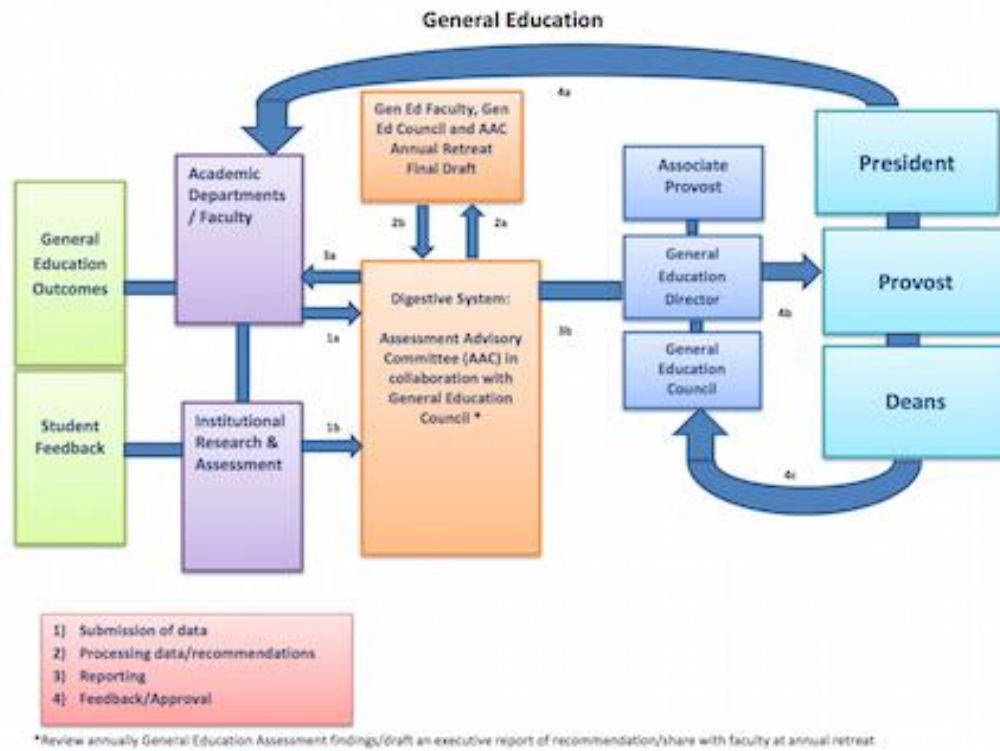 General Education
4a
Gen Ed Faculty, Gen
Ed Council and AAC
Annual Retreat
Final Draft
Academic
Departments
/ Faculty
General
Education
Outcomes
Student
Feedback
Institutional
Research &
Assessment
2b
2a
3a
1a
1b
Digestive System:
Assessment Advisory
Committee (AAC) in
collaboration with
General Education
Council *
3b
Associate
Provost
General
Education
Director
General
Education
Council
4b
4c
President
Provost
Deans
1) Submission of data
2) Processing data/recommendations
3) Reporting
4) Feedback/Approval
*Review annually General Education Assessment findings/draft an executive report of recommendation/share with faculty at annual retreat